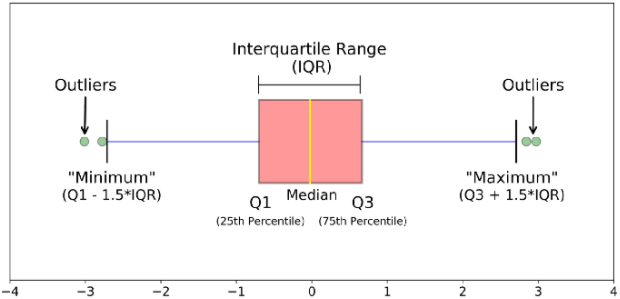 Interquartile Range
(IQR)
Outliers
Outliers
"Minimum"
(Q1 - 1.5*IQR)
Q1
(25th Percentile)
Median
Q3
(75th Percentile)
"Maximum"
(Q3 + 1.5*IQR)
−4 −3 −2 −1 0 1 2 3 4